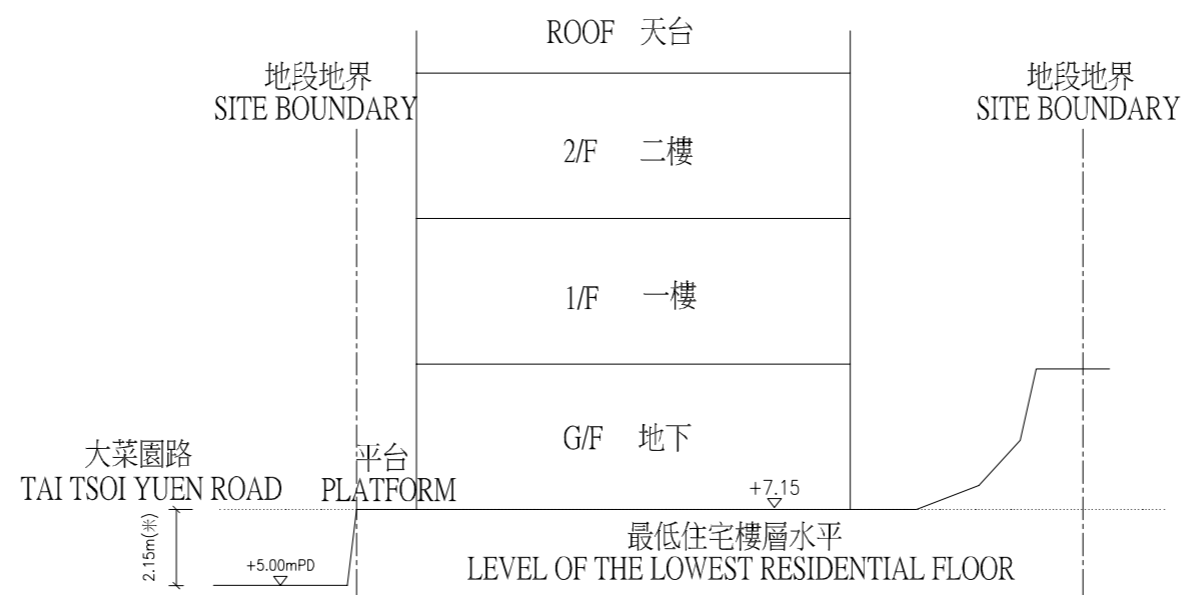 ROOF 天台
地段地界
SITE BOUNDARY
地段地界
SITE BOUNDARY
2/F 二樓
1/F 一樓
G/F 地下
大菜園路
TAI TSOI YUEN ROAD
平台
PLATFORM
+7.15
2.15m(米)
+5.00mPD
最低住宅樓層水平
LEVEL OF THE LOWEST RESIDENTIAL FLOOR